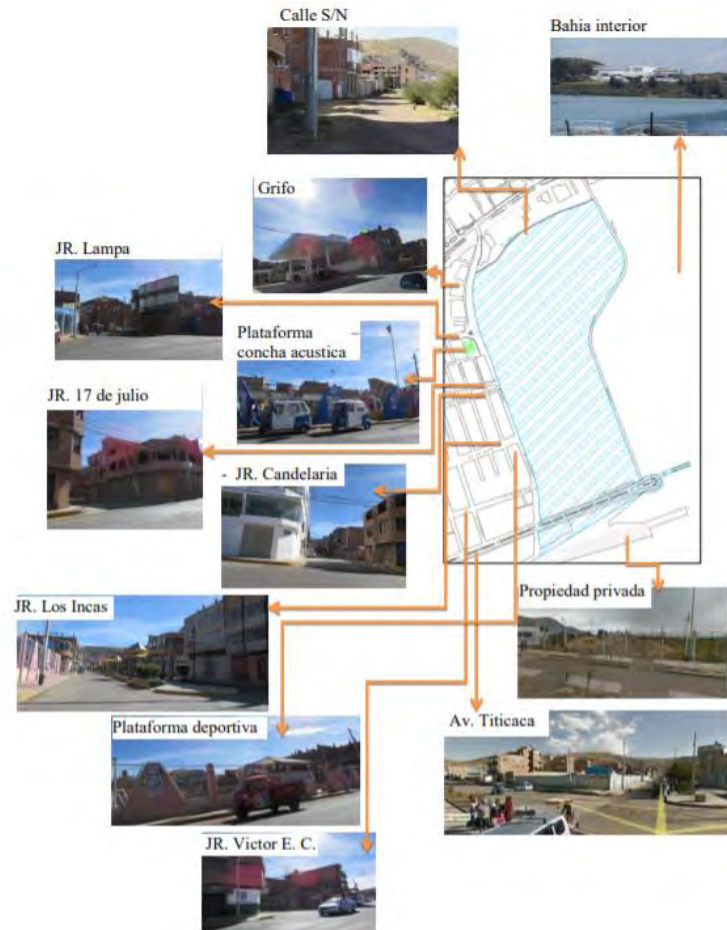 Calle S/N
Bahia interior
Grifo
JR. Lampa
Plataforma
concha acustica
JR. 17 de julio
- JR. Candelaria
JR. Los Incas
Propiedad privada
Plataforma deportiva
Av. Titicaca
JR. Victor E. C.